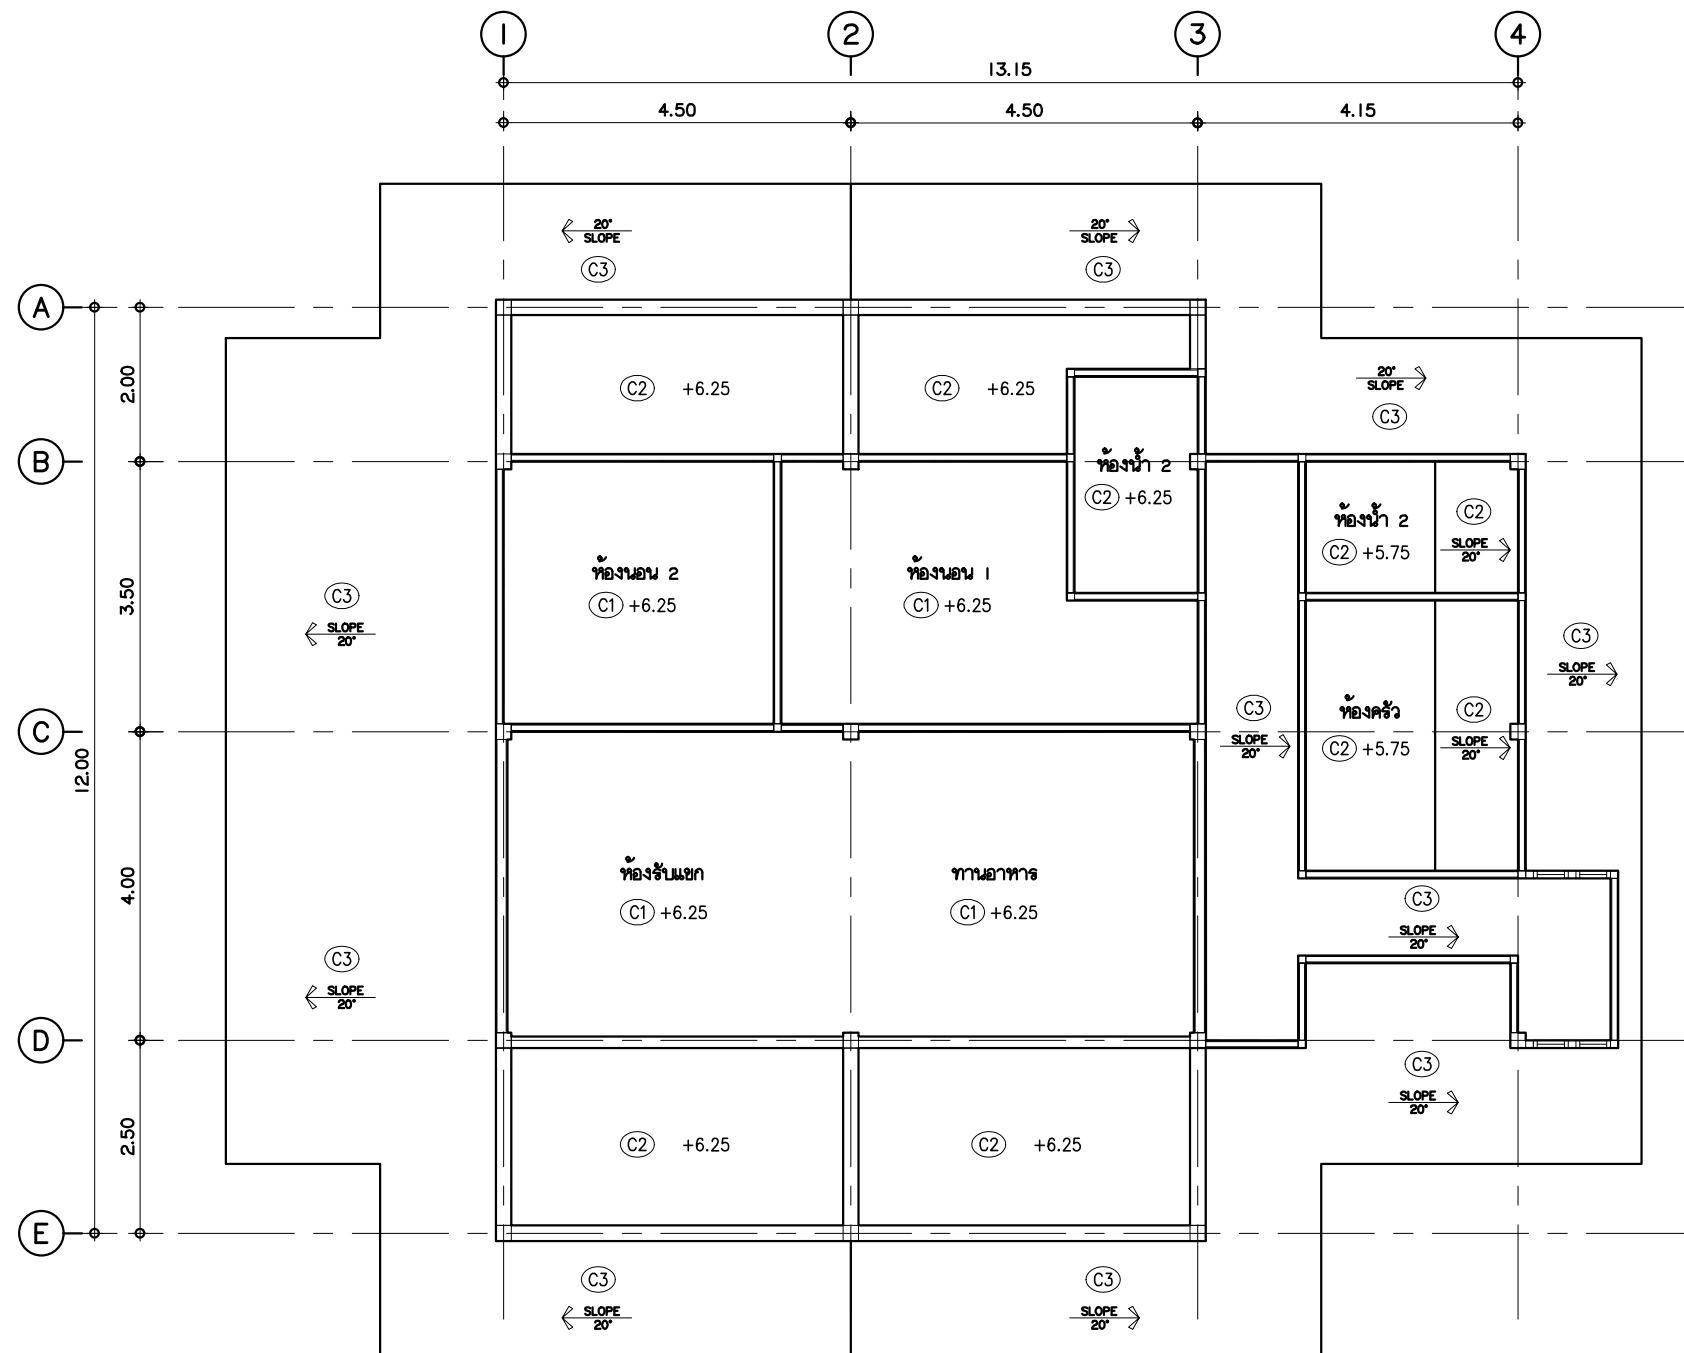 1
2
3
4
13.15
4.50
4.50
4.15
20°
SLOPE
C3
20°
SLOPE
C3
A
2.00
20°
SLOPE
C3
C2 +6.25
C2 +6.25
B
ห้องน้ำ 2
C2 +6.25
ห้องน้ำ 2
C2 +5.75
C2
SLOPE
20°
3.50
C3
SLOPE
20°
ห้องนอน 2
C1 +6.25
ห้องนอน 1
C1 +6.25
C3
SLOPE
20°
C
12.00
C3
SLOPE
20°
ห้องครัว
C2 +5.75
C2
SLOPE
20°
4.00
ห้องรับแขก
C1 +6.25
ทานอาหาร
C1 +6.25
C3
SLOPE
20°
C3
SLOPE
20°
D
C3
SLOPE
20°
2.50
C2 +6.25
C2 +6.25
E
C3
SLOPE
20°
C3
SLOPE
20°